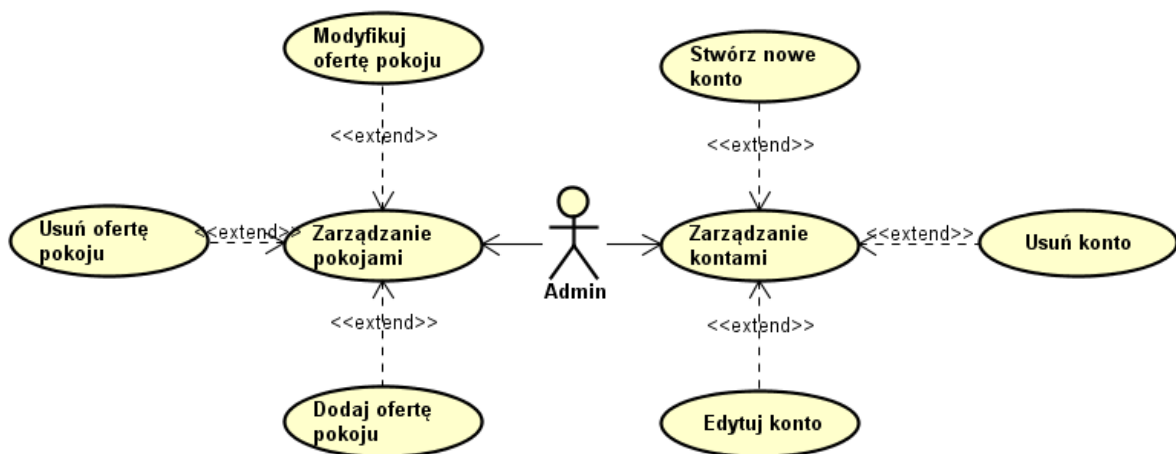 Modyfikuj
ofertę pokoju
Stwórz nowe
konto
<<extend>>
<<extend>>
Usuń ofertę
pokoju
<<extend>>
Zarządzanie
pokojami
Admin
Zarządzanie
kontami
<<extend>>
Usuń konto
<<extend>>
<<extend>>
Dodaj ofertę
pokoju
Edytuj konto